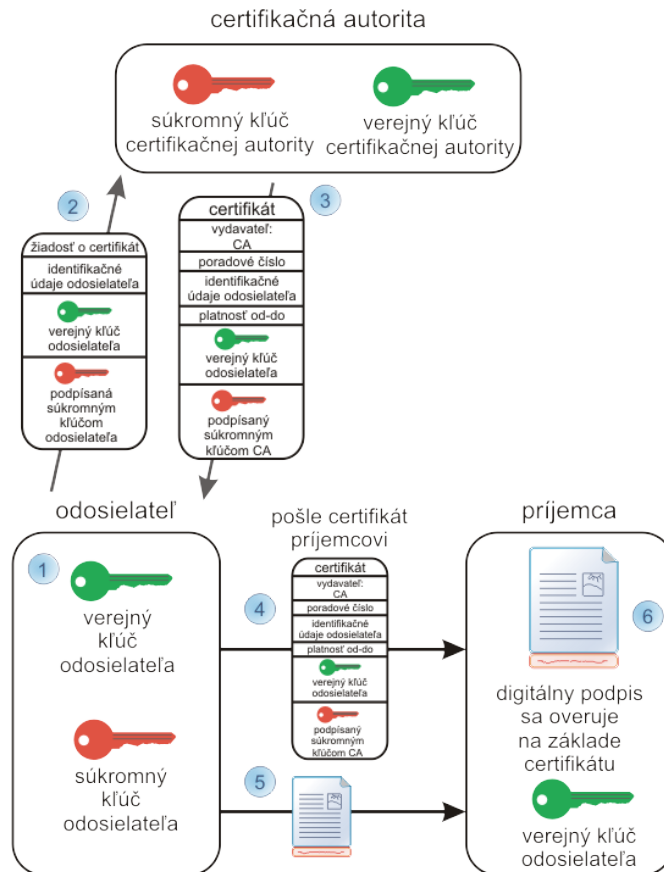 certifikačná autorita
súkromný kľúč
certifikačnej autority
verejný kľúč
certifikačnej autority
2
žiadosť o certifikát
identifikačné
údaje odosielateľa
verejný kľúč
odosielateľa
podpísaná
súkromným
kľúčom
odosielateľa
3
certifikát
vydavateľ:
CA
poradové číslo
identifikačné
údaje odosielateľa
platnosť od-do
verejný kľúč
odosielateľa
podpísaný
súkromným
kľúčom CA
odosielateľ
1
verejný
kľúč
odosielateľa
súkromný
kľúč
odosielateľa
pošle certifikát
príjemcovi
4
certifikát
vydavateľ:
CA
poradové číslo
identifikačné
údaje odosielateľa
platnosť od-do
verejný kľúč
odosielateľa
podpísaný
súkromným
kľúčom CA
5
príjemca
6
digitálny podpis
sa overuje
na základe
certifikátu
verejný kľúč
odosielateľa